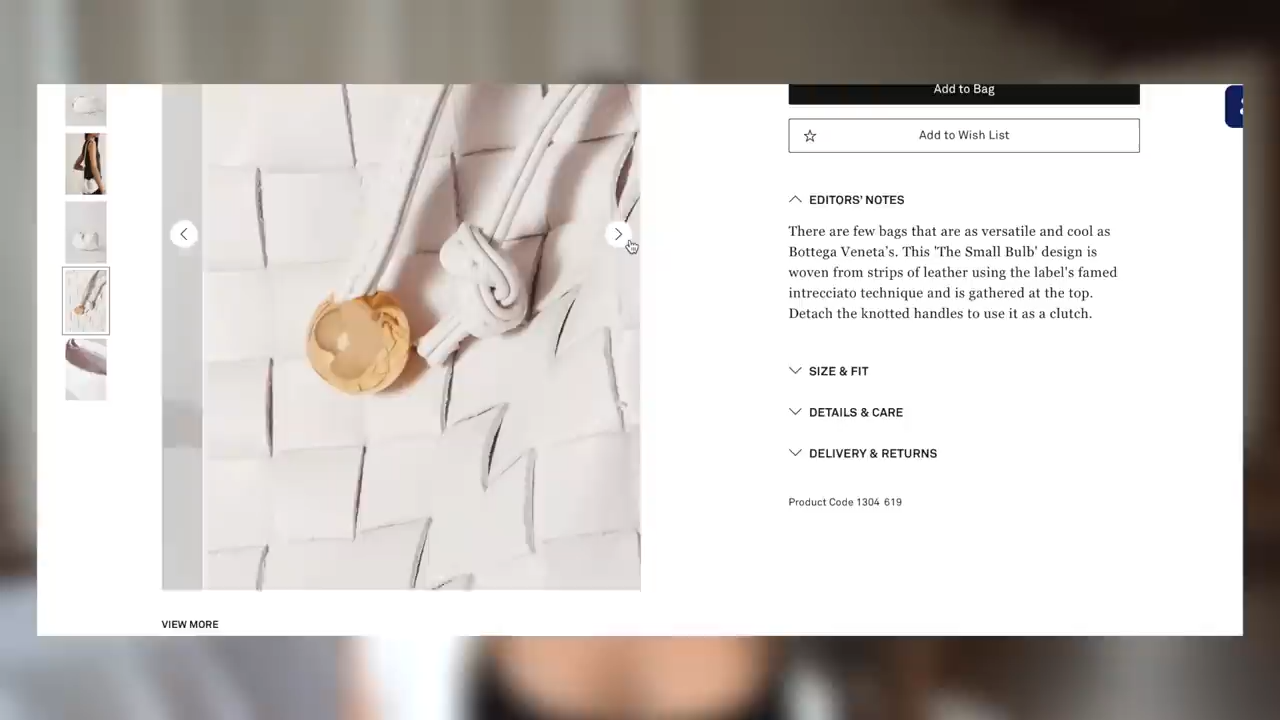 Add to Bag
Add to Wish List
EDITORS' NOTES
There are few bags that are as versatile and cool as
Bottega Veneta's. This 'The Small Bulb' design is
woven from strips of leather using the label's famed
intrecciato technique and is gathered at the top.
Detach the knotted handles to use it as a clutch.
SIZE & FIT
DETAILS & CARE
DELIVERY & RETURNS
Product Code 1304 619
VIEW MORE